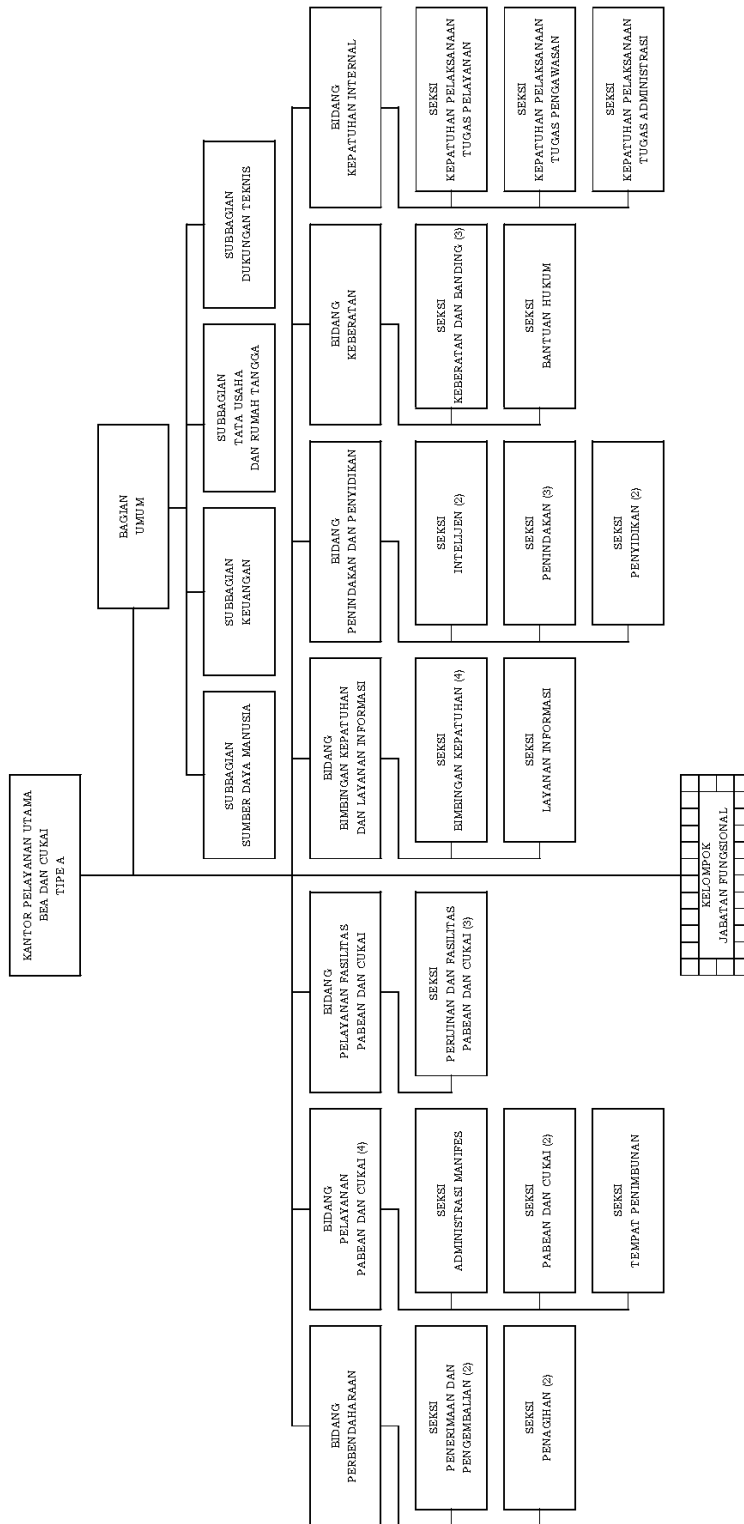 KANTOR PELAYANAN UTAMA
BEA DAN CUKAI
TIPE A
BAGIAN
UMUM
SUBBAGIAN
SUMBER DAYA MANUSIA
SUBBAGIAN
KEUANGAN
SUBBAGIAN
TATA USAHA
DAN RUMAH TANGGA
SUBBAGIAN
DUKUNGAN TEKNIS
BIDANG
PERBENDAHARAAN
BIDANG
PELAYANAN
PABEAN DAN CUKAI (4)
BIDANG
PELAYANAN FASILITAS
PABEAN DAN CUKAI
BIDANG
BIMBINGAN KEPATUHAN
DAN LAYANAN INFORMASI
BIDANG
PENINDAKAN DAN PENYIDIKAN
BIDANG
KEBERATAN
BIDANG
KEPATUHAN INTERNAL
SEKSI
PENERIMAAN DAN
PENGEMBALIAN (2)
SEKSI
ADMINISTRASI MANIFES
SEKSI
PERIJINAN DAN FASILITAS
PABEAN DAN CUKAI (3)
SEKSI
BIMBINGAN KEPATUHAN (4)
SEKSI
INTELIJEN (2)
SEKSI
KEBERATAN DAN BANDING (3)
SEKSI
KEPATUHAN PELAKSANAAN
TUGAS PELAYANAN
SEKSI
PENAGIHAN (2)
SEKSI
PABEAN DAN CUKAI (2)
SEKSI
LAYANAN INFORMASI
SEKSI
PENINDAKAN (3)
SEKSI
BANTUAN HUKUM
SEKSI
KEPATUHAN PELAKSANAAN
TUGAS PENGAWASAN
SEKSI
TEMPAT PENIMBUNAN
SEKSI
PENYIDIKAN (2)
SEKSI
KEPATUHAN PELAKSANAAN
TUGAS ADMINISTRASI
KELOMPOK
JABATAN FUNGSIONAL